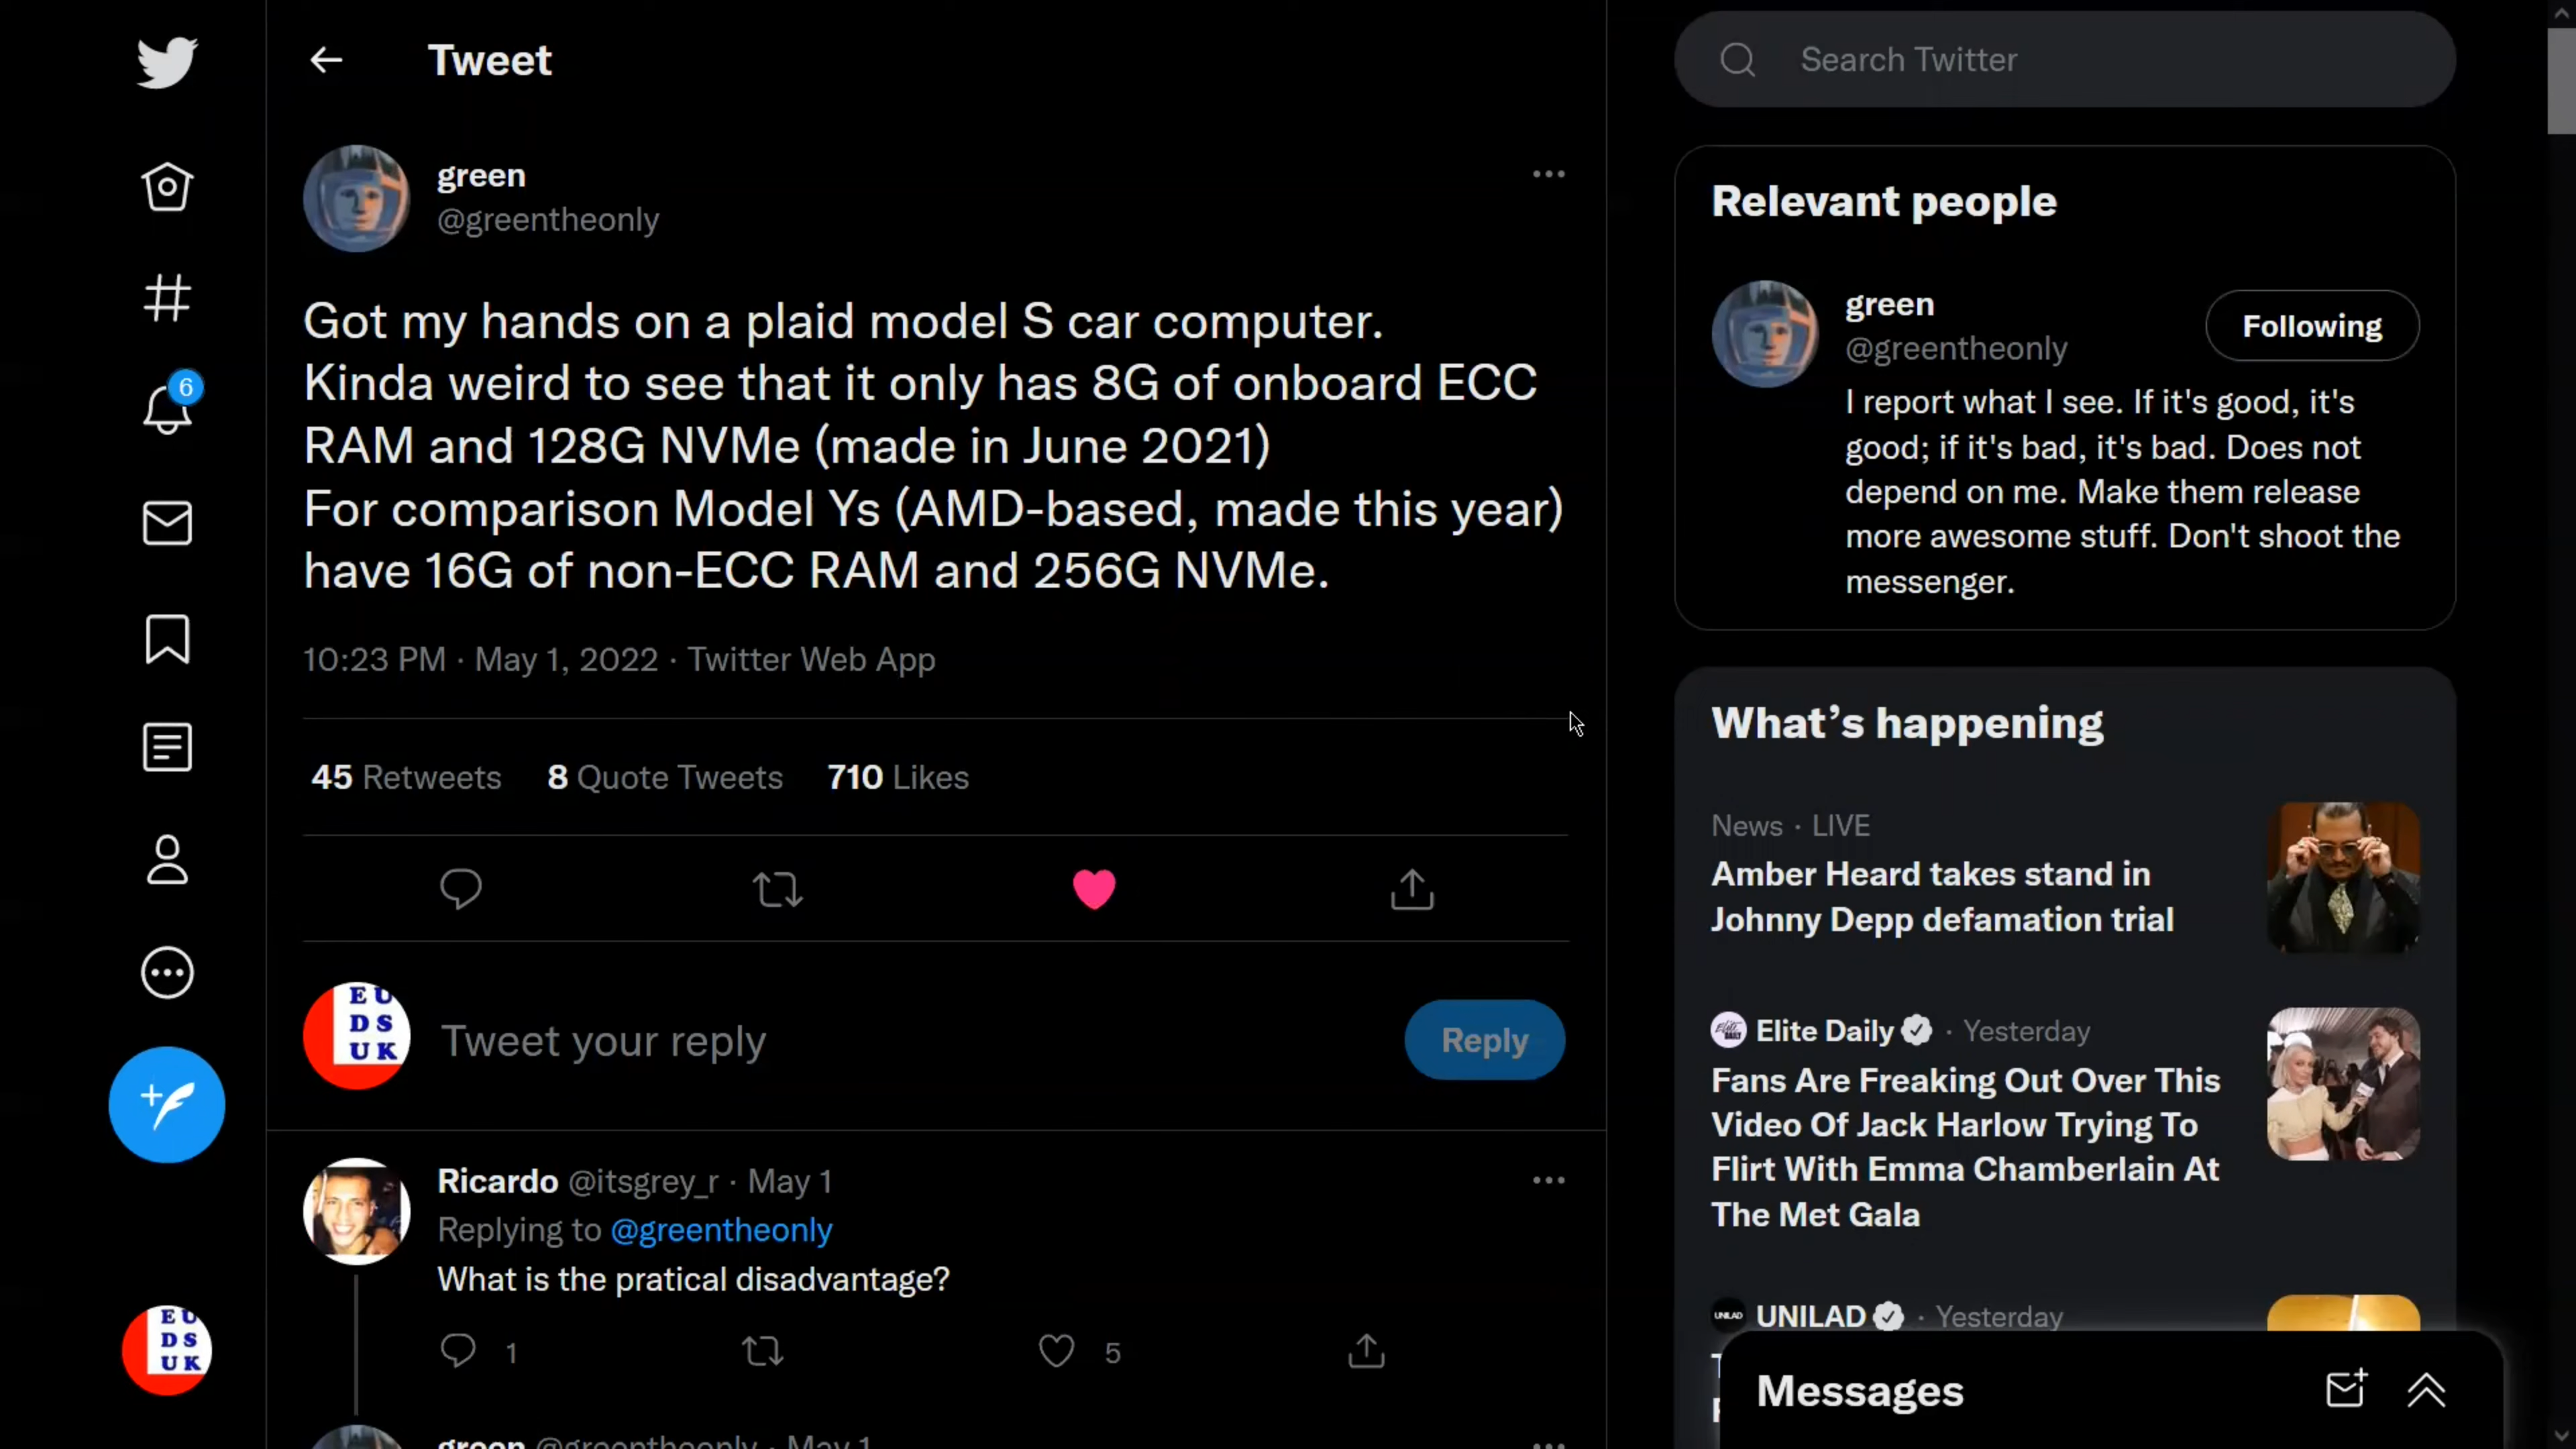 Tweet
Search Twitter
green
@greentheonly
Got my hands on a plaid model S car computer.
Kinda weird to see that it only has 8G of onboard ECC
RAM and 128G NVMe (made in June 2021)
For comparison Model Ys (AMD-based, made this year)
have 16G of non-ECC RAM and 256G NVMe.
10:23 PM · May 1, 2022 · Twitter Web App
45 Retweets 8 Quote Tweets 710 Likes
EU
DS
UK
Tweet your reply
Reply
Ricardo @itsgrey_r · May 1
Replying to @greentheonly
What is the pratical disadvantage?
1
5
green @greentheonly · May 1
6
EU
DS
UK
Relevant people
green
@greentheonly
Following
I report what I see. If it's good, it's
good; if it's bad, it's bad. Does not
depend on me. Make them release
more awesome stuff. Don't shoot the
messenger.
What's happening
News · LIVE
Amber Heard takes stand in
Johnny Depp defamation trial
Elite Daily · Yesterday
Fans Are Freaking Out Over This
Video Of Jack Harlow Trying To
Flirt With Emma Chamberlain At
The Met Gala
UNILAD
UNILAD · Yesterday
Messages